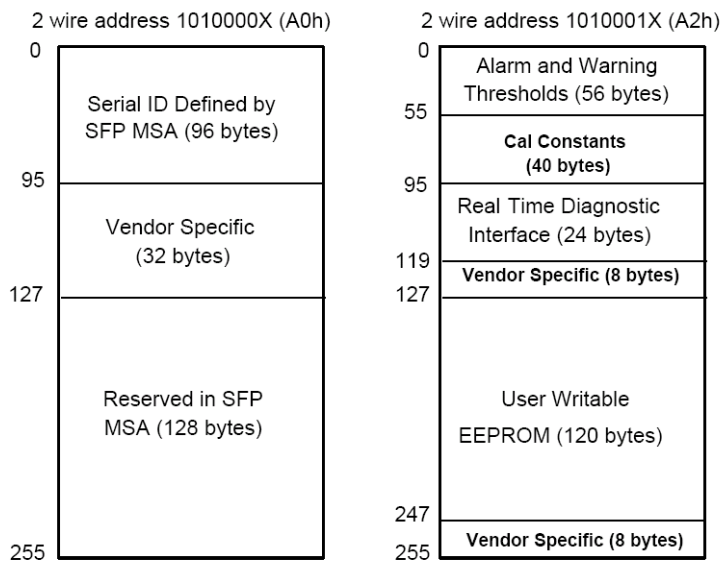 2 wire address 1010000X (A0h)
0
Serial ID Defined by
SFP MSA (96 bytes)
95
Vendor Specific
(32 bytes)
127
Reserved in SFP
MSA (128 bytes)
255
2 wire address 1010001X (A2h)
0
Alarm and Warning
Thresholds (56 bytes)
55
Cal Constants
(40 bytes)
95
Real Time Diagnostic
Interface (24 bytes)
119
Vendor Specific (8 bytes)
127
User Writable
EEPROM (120 bytes)
247
Vendor Specific (8 bytes)
255